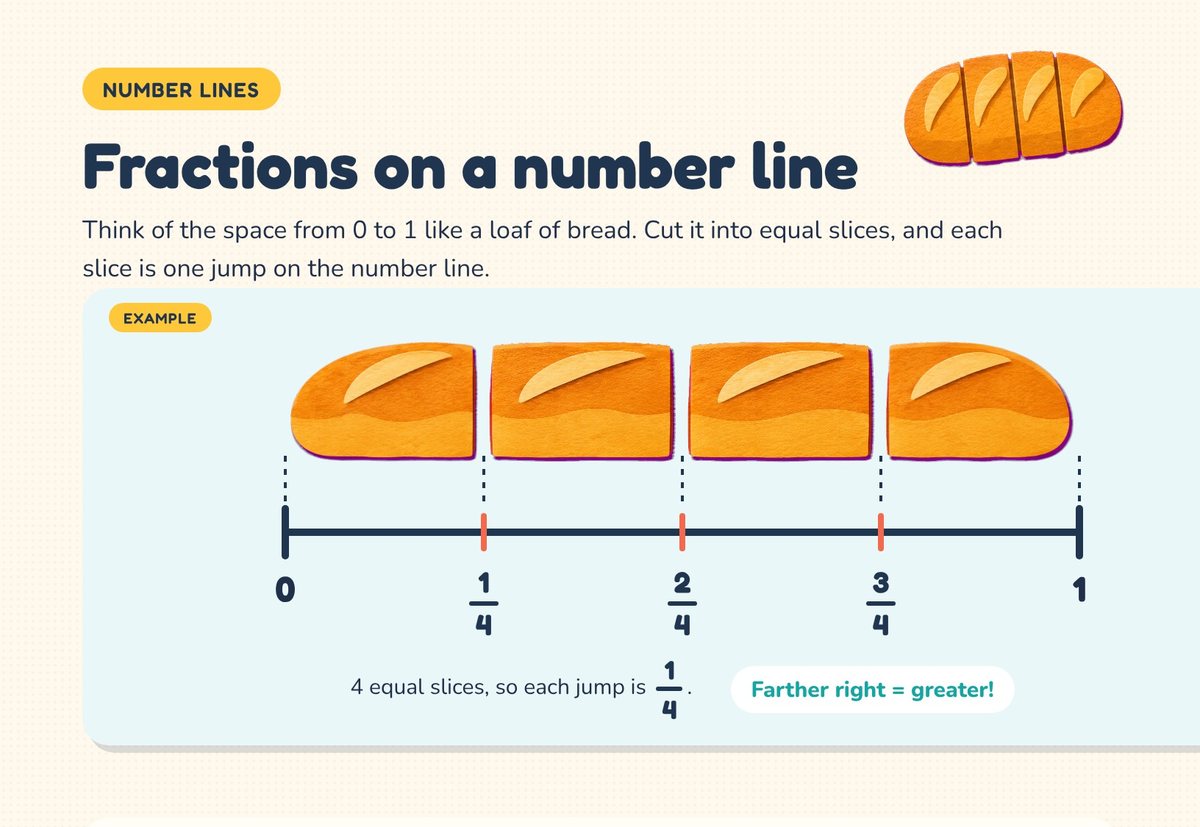 NUMBER LINES
Fractions on a number line
Think of the space from 0 to 1 like a loaf of bread. Cut it into equal slices, and each
slice is one jump on the number line.
EXAMPLE
0 1/4 2/4 3/4 1
4 equal slices, so each jump is 1/4. Farther right = greater!